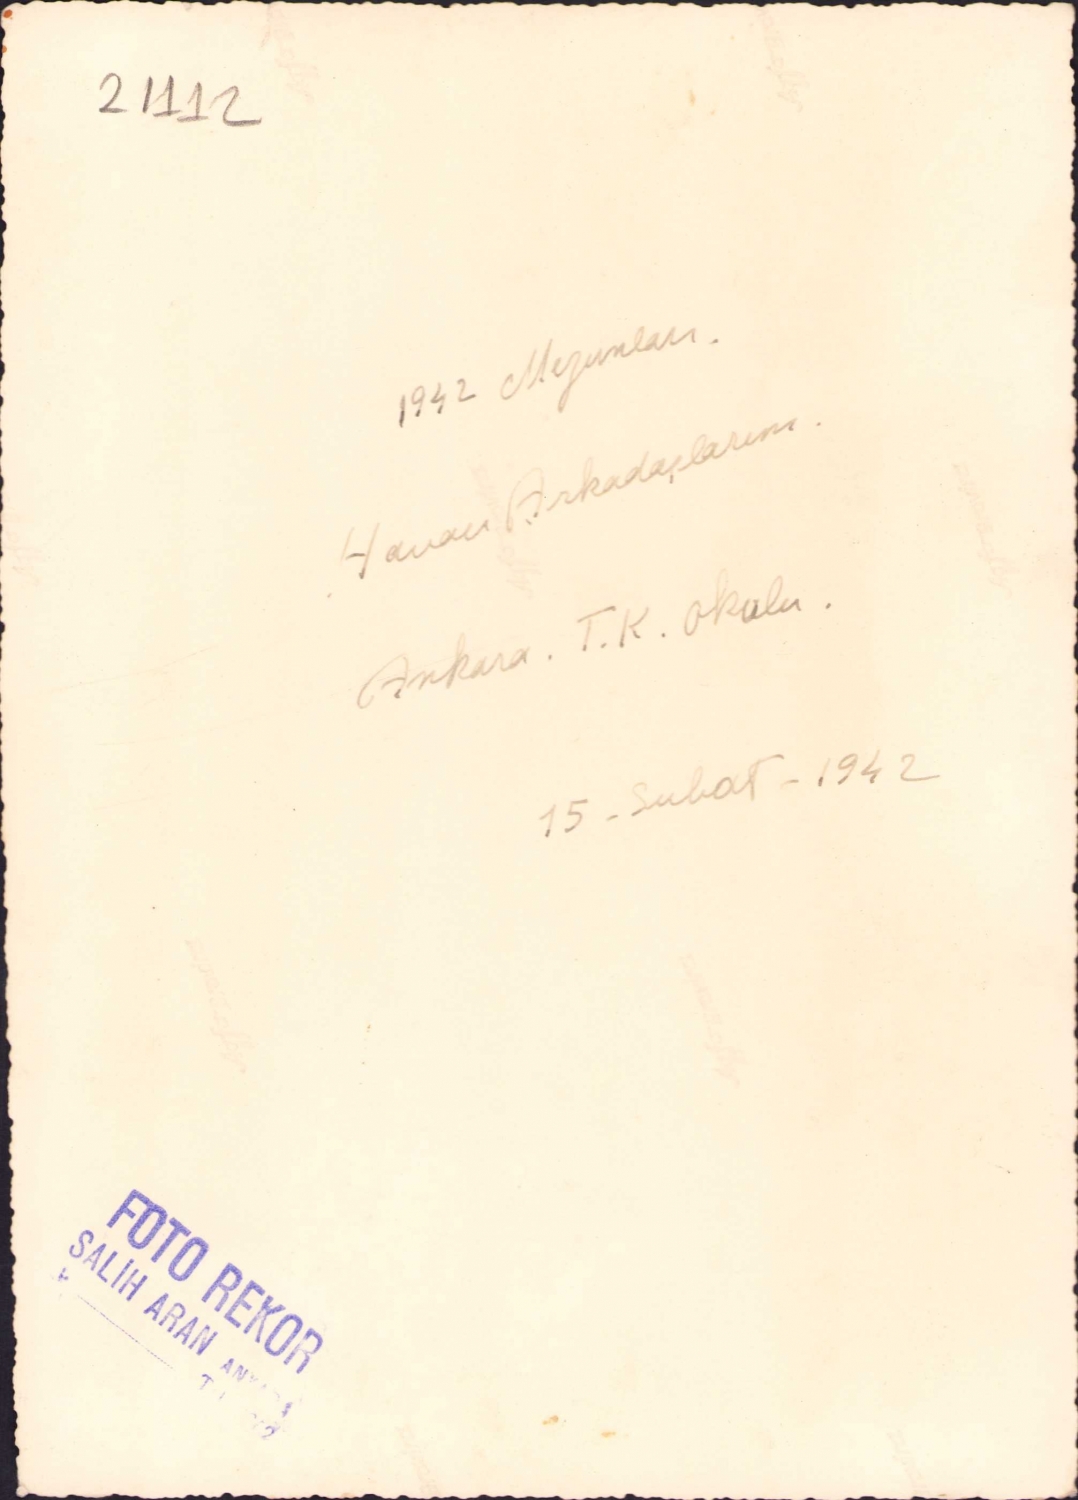 21112
1942 Mezunları.
Havacı Arkadaşlarım.
Ankara. T.K. Okulu.
15-Şubat-1942
FOTO REKOR
SALİH ARAN